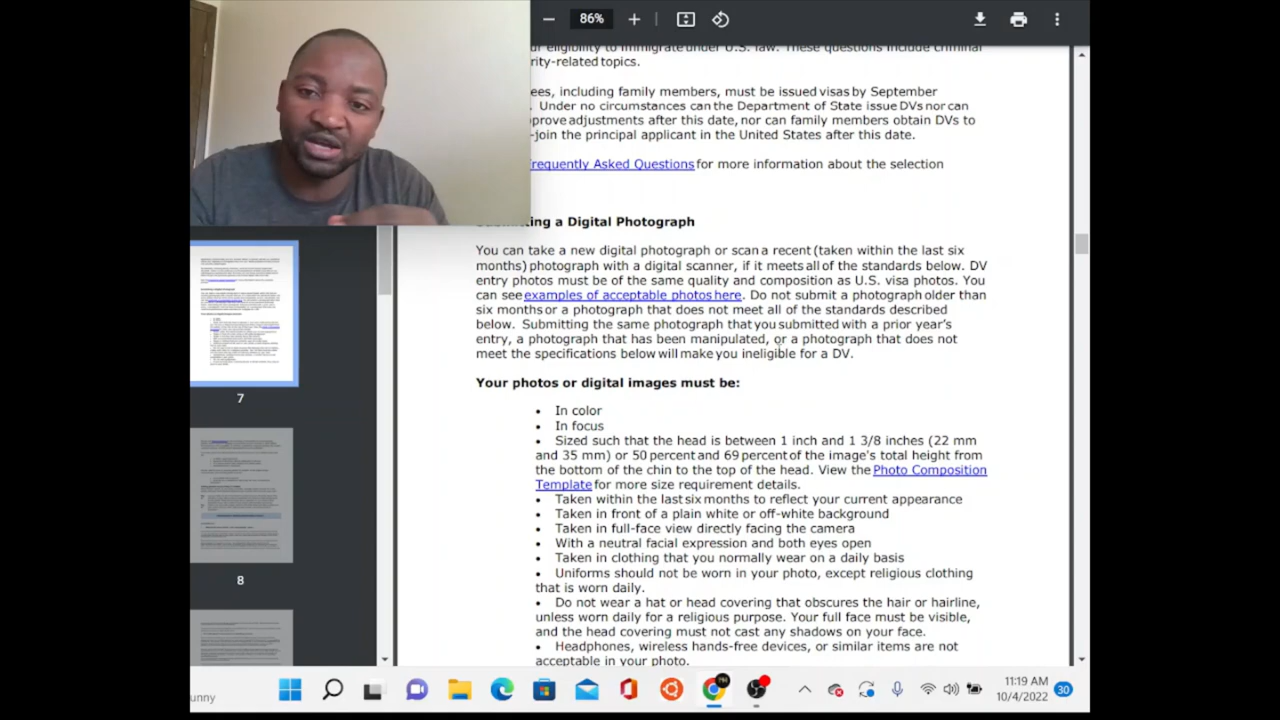 86%
ur eligibility to immigrate under U.S. law. These questions include criminal
rity-related topics.
ees, including family members, must be issued visas by September
. Under no circumstances can the Department of State issue DVs nor can
prove adjustments after this date, nor can family members obtain DVs to
-join the principal applicant in the United States after this date.
requently Asked Questions for more information about the selection
Submitting a Digital Photograph
You can take a new digital photograph or scan a recent (taken within the last six
months) photograph with a digital scanner, if it meets all of the standards below. DV
entry photos must be of the same quality and composition as U.S. visa photos. You
can see examples of acceptable photos here. Do not submit a photograph older than
six months or a photograph that does not meet all of the standards described
below. Submitting the same photograph that you submitted with a prior year's
entry, a photograph that has been manipulated, or a photograph that does not
meet the specifications below will make you ineligible for a DV.
Your photos or digital images must be:
• In color
• In focus
• Sized such that the head is between 1 inch and 1 3/8 inches (22 mm
and 35 mm) or 50 percent and 69 percent of the image's total height from
the bottom of the chin to the top of the head. View the Photo Composition
Template for more size requirement details.
• Taken within the last six months to reflect your current appearance
• Taken in front of a plain white or off-white background
• Taken in full-face view directly facing the camera
• With a neutral facial expression and both eyes open
• Taken in clothing that you normally wear on a daily basis
• Uniforms should not be worn in your photo, except religious clothing
that is worn daily.
• Do not wear a hat or head covering that obscures the hair or hairline,
unless worn daily for a religious purpose. Your full face must be visible,
and the head covering must not cast any shadows on your face.
• Headphones, wireless hands-free devices, or similar items are not
acceptable in your photo.
7
8
unny
11:19 AM
10/4/2022
30